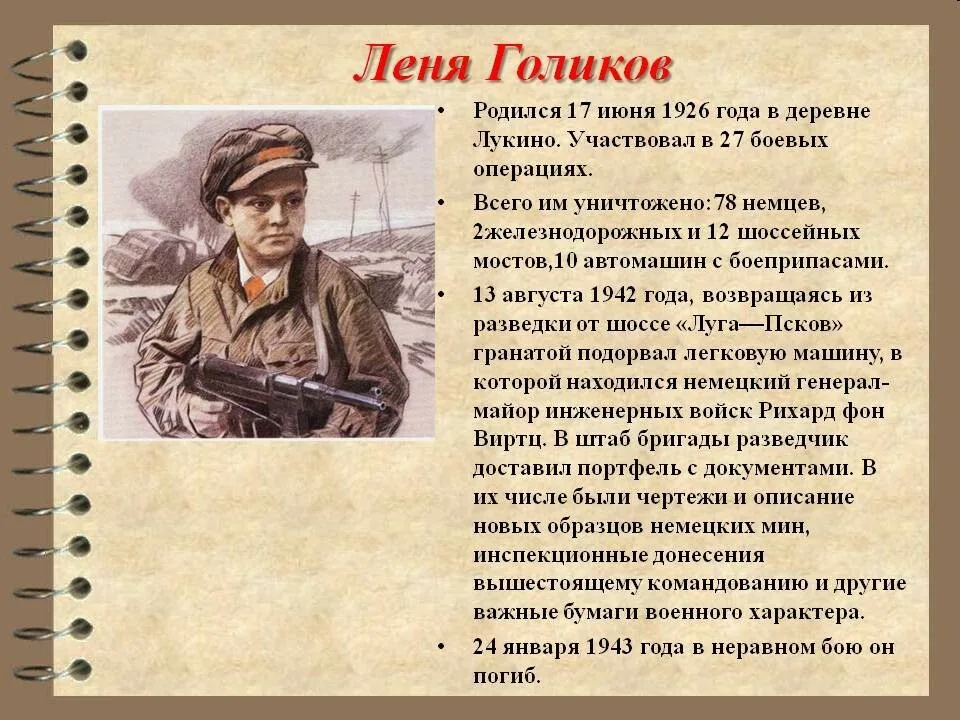 Леня Голиков
• Родился 17 июня 1926 года в деревне
Лукино. Участвовал в 27 боевых
операциях.
• Всего им уничтожено:78 немцев,
2железнодорожных и 12 шоссейных
мостов,10 автомашин с боеприпасами.
• 13 августа 1942 года, возвращаясь из
разведки от шоссе «Луга—Псков»
гранатой подорвал легковую машину, в
которой находился немецкий генерал-
майор инженерных войск Рихард фон
Виртц. В штаб бригады разведчик
доставил портфель с документами. В
их числе были чертежи и описание
новых образцов немецких мин,
инспекционные донесения
вышестоящему командованию и другие
важные бумаги военного характера.
• 24 января 1943 года в неравном бою он
погиб.